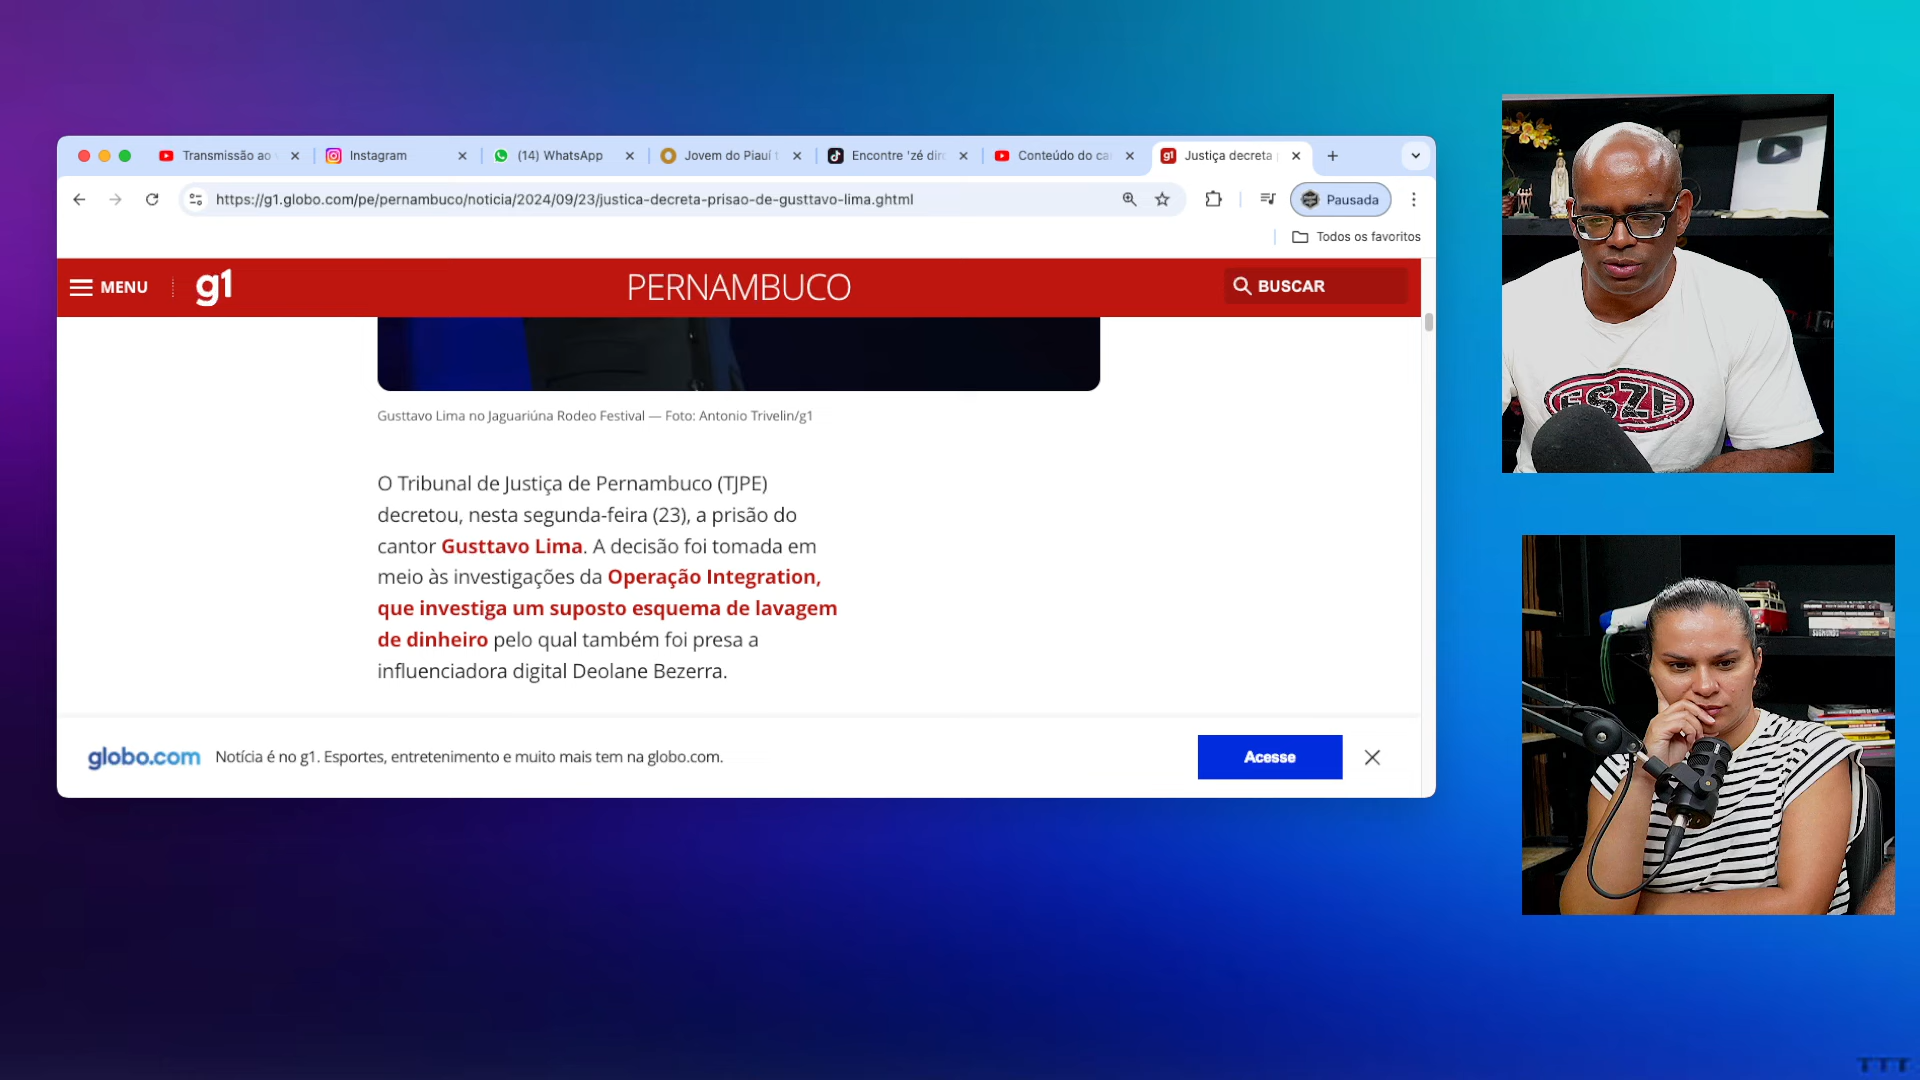 Transmissão ao
Instagram
(14) WhatsApp
Jovem do Piauí
Encontre 'zé dir
Conteúdo do ca
g1 Justiça decreta
https://g1.globo.com/pe/pernambuco/noticia/2024/09/23/justica-decreta-prisao-de-gusttavo-lima.ghtml
Pausada
Todos os favoritos
MENU
g1
PERNAMBUCO
BUSCAR
Gusttavo Lima no Jaguariúna Rodeo Festival — Foto: Antonio Trivelin/g1
O Tribunal de Justiça de Pernambuco (TJPE)
decretou, nesta segunda-feira (23), a prisão do
cantor Gusttavo Lima. A decisão foi tomada em
meio às investigações da Operação Integration,
que investiga um suposto esquema de lavagem
de dinheiro pelo qual também foi presa a
influenciadora digital Deolane Bezerra.
globo.com
Notícia é no g1. Esportes, entretenimento e muito mais tem na globo.com.
Acesse
ESZE
TTT